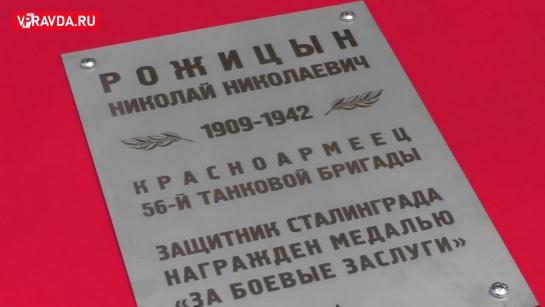 VPRAVDA.RU
РОЖИЦЫН
НИКОЛАЙ НИКОЛАЕВИЧ
1909-1942
КРАСНОАРМЕЕЦ
56-Й ТАНКОВОЙ БРИГАДЫ
ЗАЩИТНИК СТАЛИНГРАДА
НАГРАЖДЕН МЕДАЛЬЮ
«ЗА БОЕВЫЕ ЗАСЛУГИ»